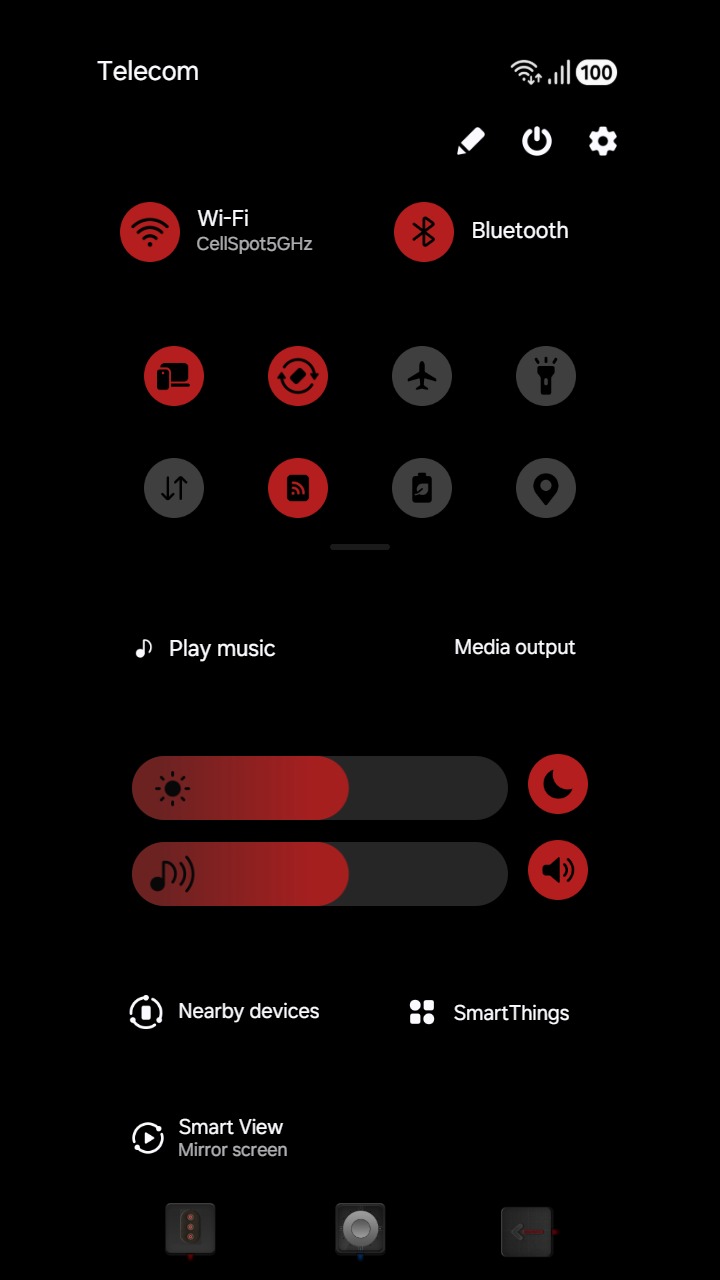 Telecom
100
Wi-Fi
CellSpot5GHz
Bluetooth
Play music
Media output
Nearby devices
SmartThings
Smart View
Mirror screen